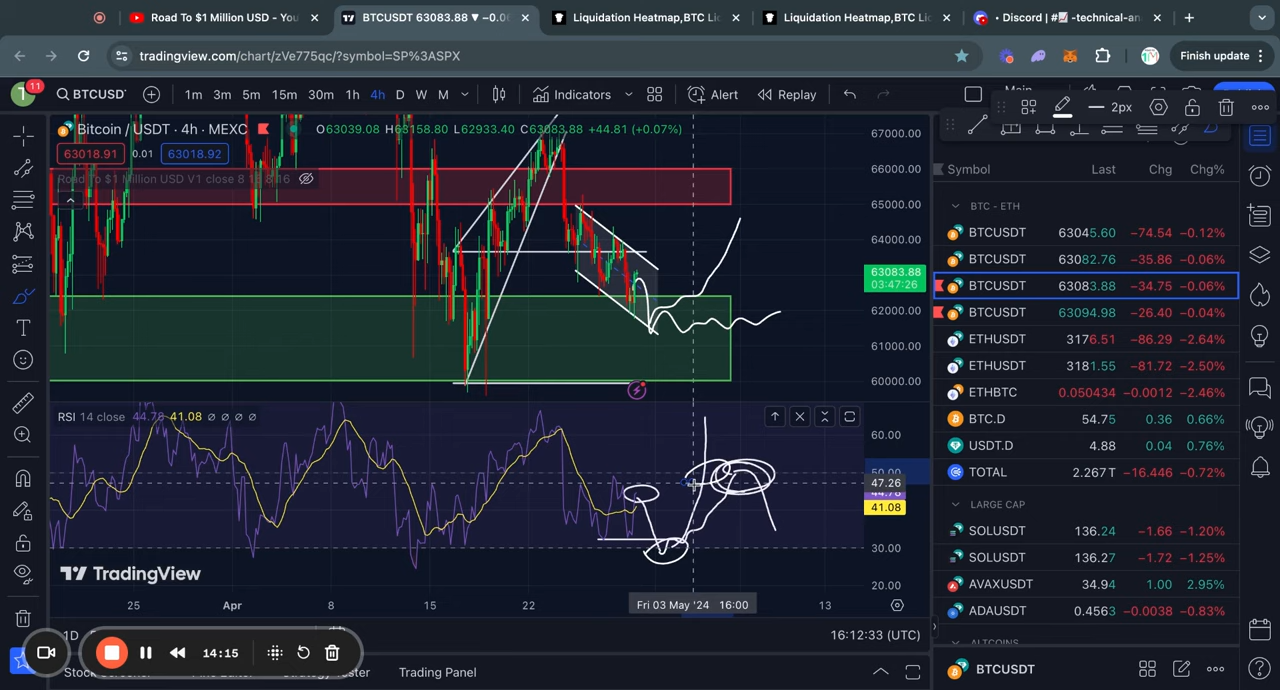 Road To $1 Million USD - You
BTCUSDT 63083.88 ▼ −0.0
Liquidation Heatmap,BTC Li
Liquidation Heatmap,BTC Li
• Discord | #📈 -technical-an
tradingview.com/chart/zVe775qc/?symbol=SP%3ASPX
Finish update
11
BTCUSD
1m 3m 5m 15m 30m 1h 4h D W M
Indicators
Alert
Replay
Main
2px
Bitcoin / USDT · 4h · MEXC
O63039.08 H63158.80 L62933.40 C63083.88 +44.81 (+0.07%)
63018.91 0.01 63018.92
Road To $1 Million USD V1 close 8
67000.00
66000.00
65000.00
64000.00
63083.88
03:47:26
62000.00
61000.00
60000.00
RSI 14 close 44.78 41.08 ∅ ∅ ∅ ∅
60.00
50.00
47.26
44.78
41.08
30.00
20.00
TradingView
25 Apr 8 15 22 Fri 03 May '24 16:00 13
1D
16:12:33 (UTC)
14:15
Trading Panel
Symbol Last Chg Chg%
BTC - ETH
BTCUSDT 63045.60 −74.54 −0.12%
BTCUSDT 63082.76 −35.86 −0.06%
BTCUSDT 63083.88 −34.75 −0.06%
BTCUSDT 63094.98 −26.40 −0.04%
ETHUSDT 3176.51 −86.29 −2.64%
ETHUSDT 3181.55 −81.72 −2.50%
ETHBTC 0.050434 −0.0012 −2.46%
BTC.D 54.75 0.36 0.66%
USDT.D 4.88 0.04 0.76%
TOTAL 2.267T −16.446 −0.72%
LARGE CAP
SOLUSDT 136.24 −1.66 −1.20%
SOLUSDT 136.27 −1.72 −1.25%
AVAXUSDT 34.94 1.00 2.95%
ADAUSDT 0.4563 −0.0038 −0.83%
ALTCOINS
BTCUSDT